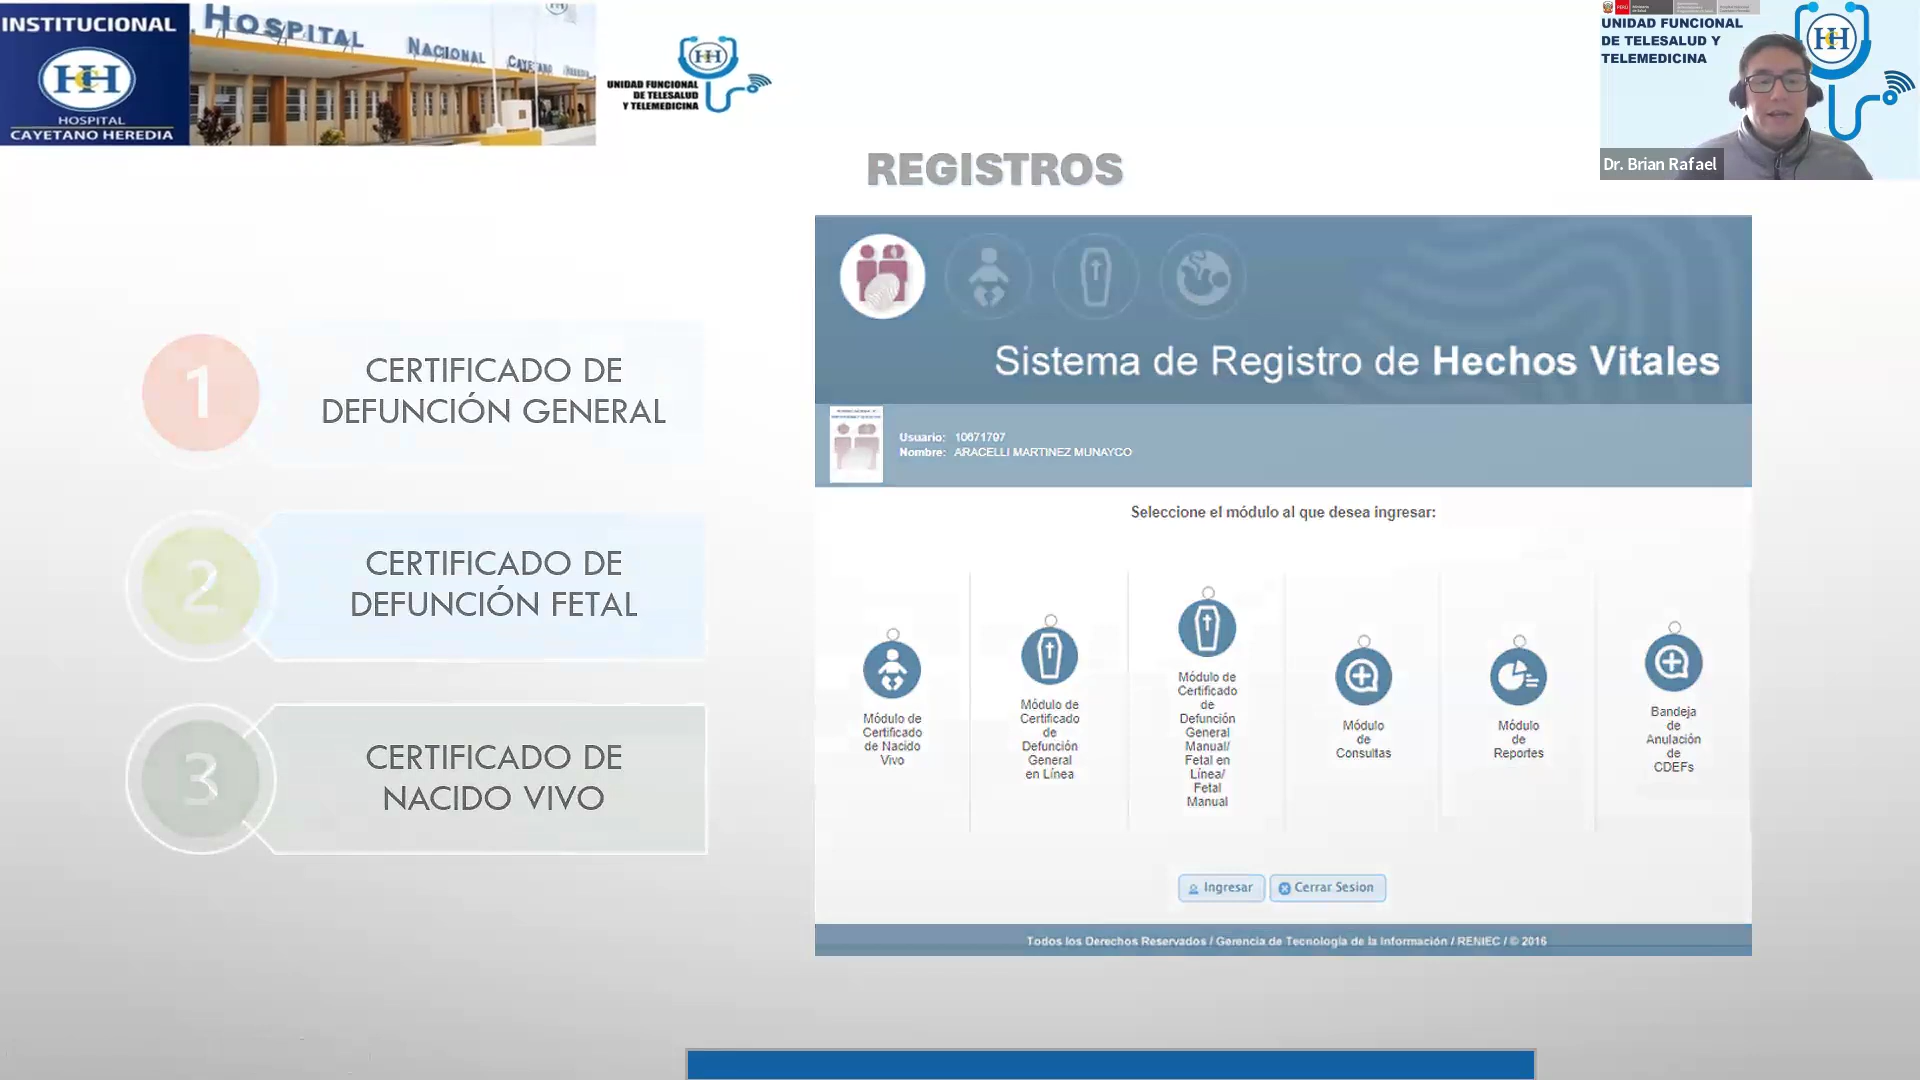 INSTITUCIONAL
HCH
HOSPITAL
CAYETANO HEREDIA
HOSPITAL NACIONAL CAYETANO HEREDIA
UNIDAD FUNCIONAL
DE TELESALUD
Y TELEMEDICINA
PERÚ
UNIDAD FUNCIONAL
DE TELESALUD Y
TELEMEDICINA
Dr. Brian Rafael
REGISTROS
1
CERTIFICADO DE
DEFUNCIÓN GENERAL
2
CERTIFICADO DE
DEFUNCIÓN FETAL
3
CERTIFICADO DE
NACIDO VIVO
Sistema de Registro de Hechos Vitales
Usuario: 10671797
Nombre: ARACELLI MARTINEZ MUNAYCO
Seleccione el módulo al que desea ingresar:
Módulo de
Certificado
de Nacido
Vivo
Módulo de
Certificado
de
Defunción
General
en Línea
Módulo de
Certificado
de
Defunción
General
Manual/
Fetal en
Línea/
Fetal
Manual
Módulo
de
Consultas
Módulo
de
Reportes
Bandeja
de
Anulación
de
CDEFs
Ingresar
Cerrar Sesion
Todos los Derechos Reservados / Gerencia de Tecnología de la Información / RENIEC / © 2016